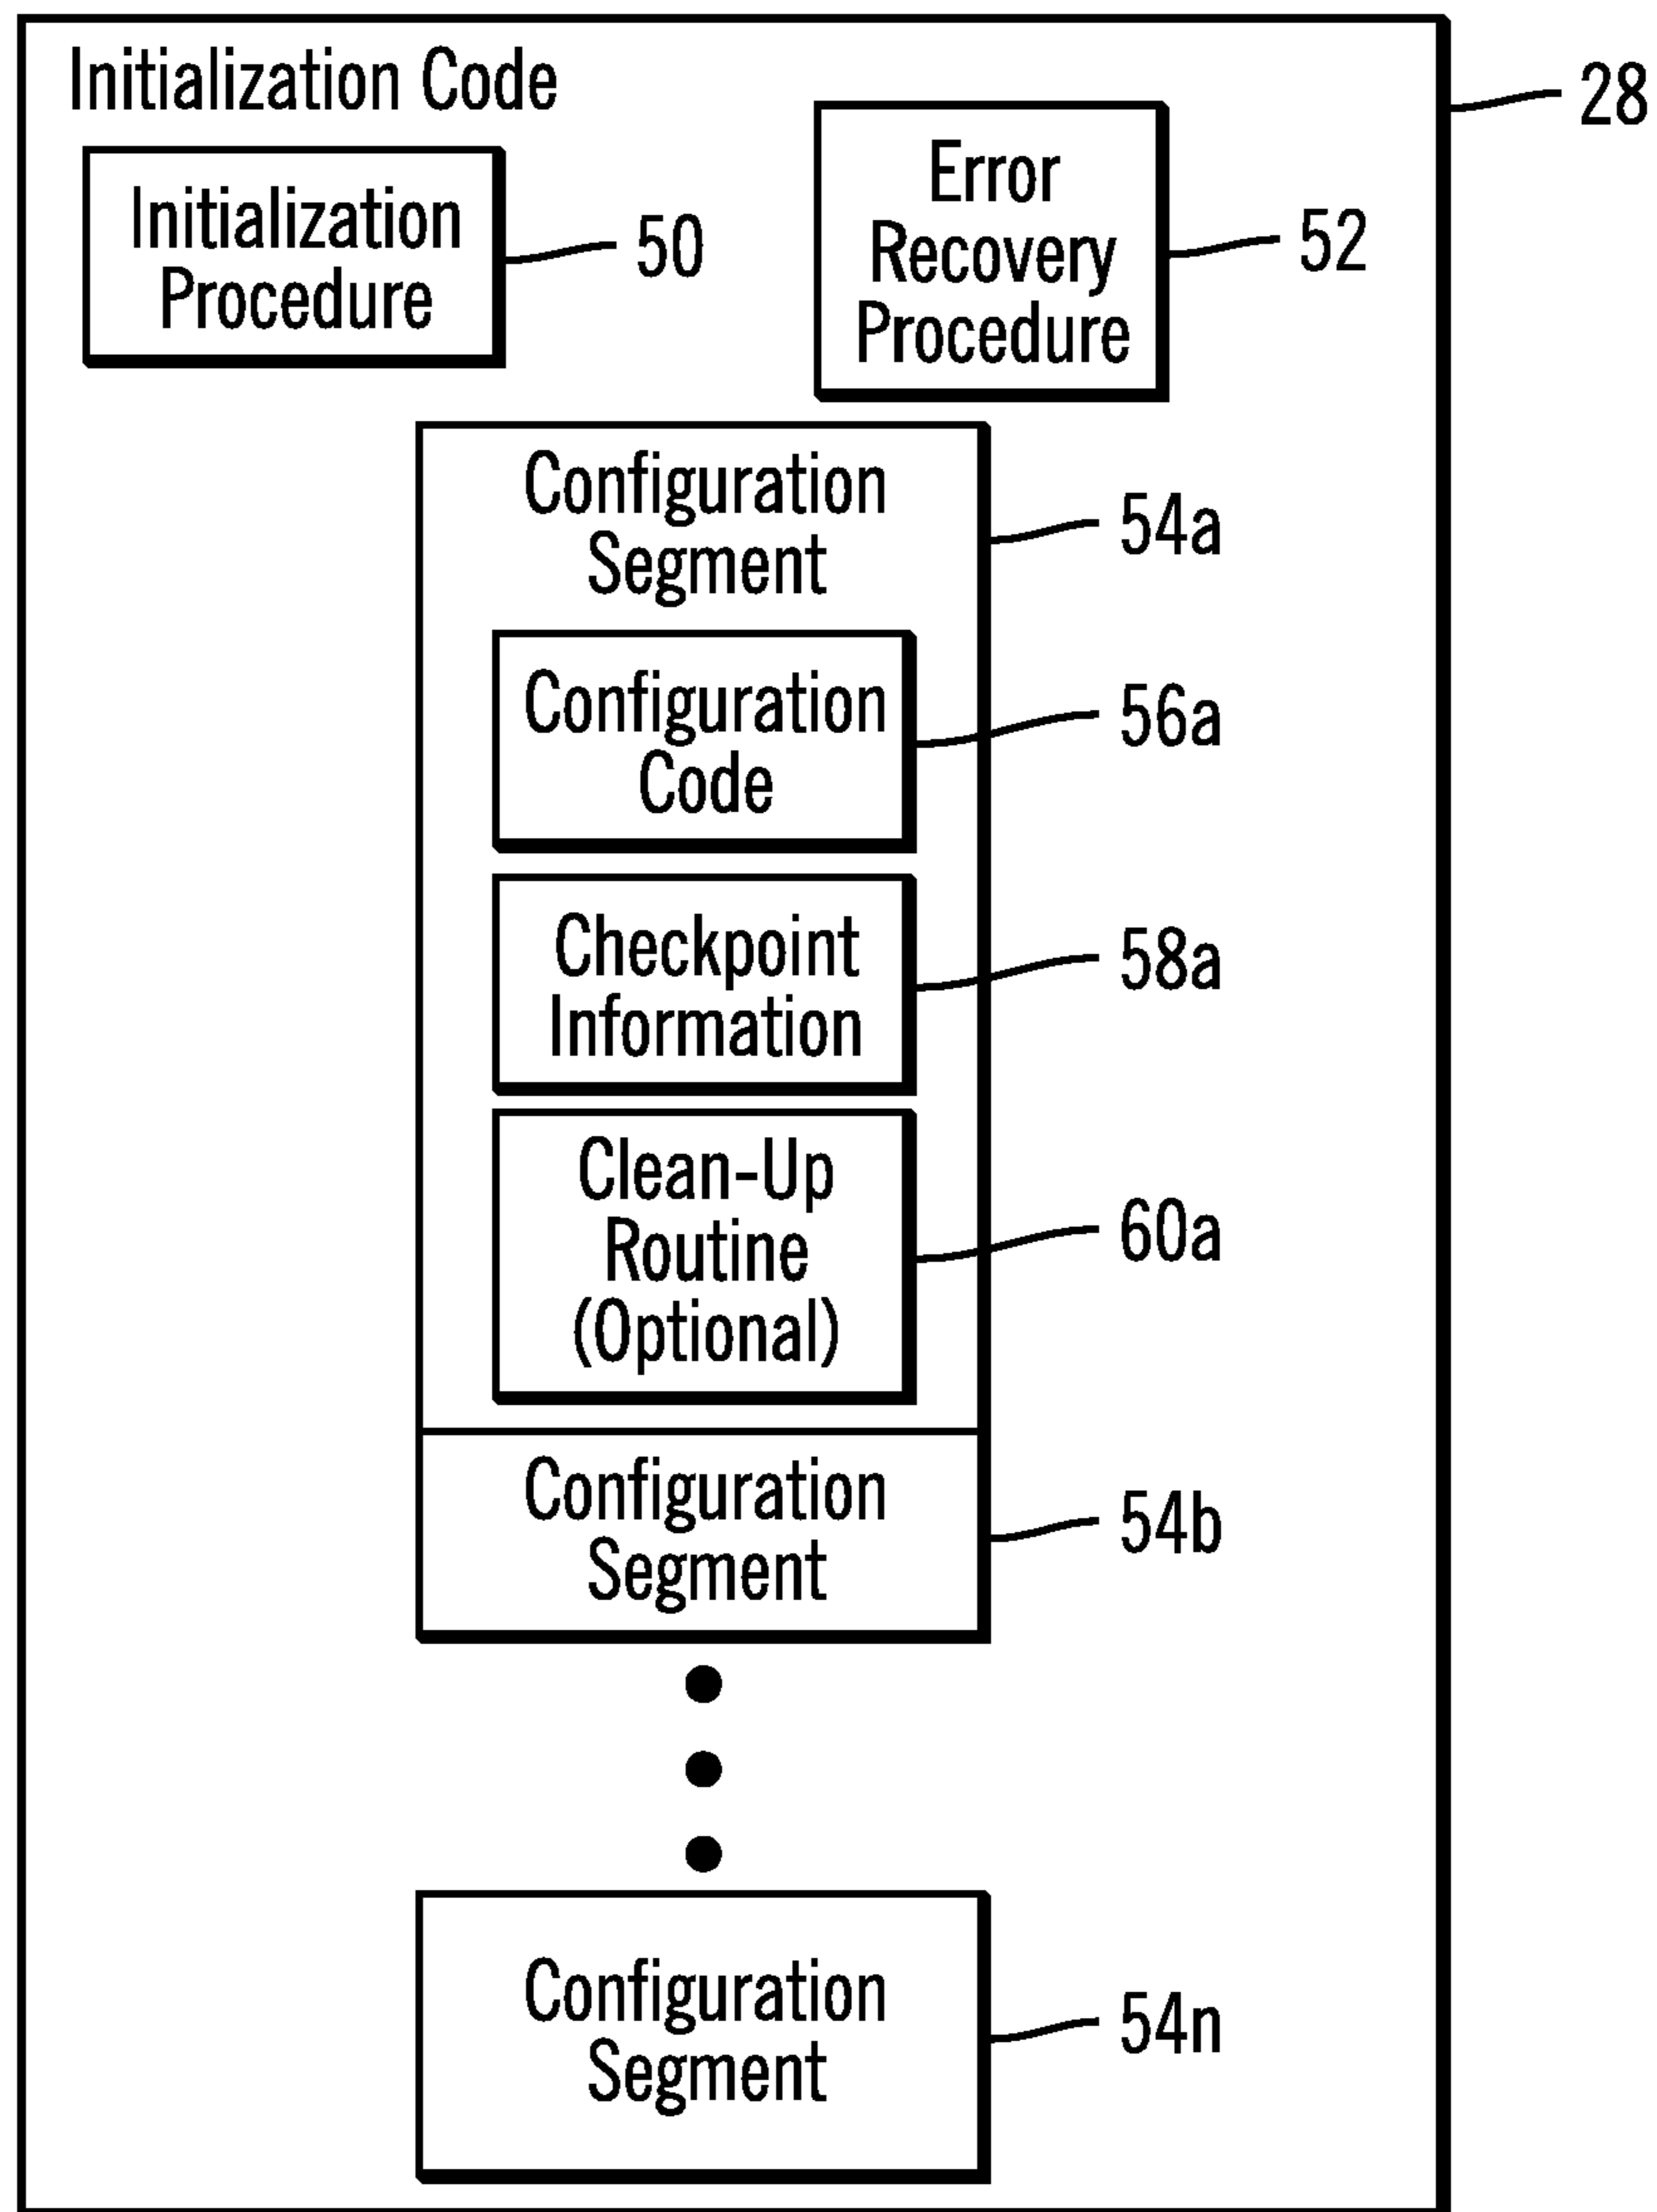 Initialization Code
28
Initialization
Procedure
50
Error
Recovery
Procedure
52
Configuration
Segment
54a
Configuration
Code
56a
Checkpoint
Information
58a
Clean-Up
Routine
(Optional)
60a
Configuration
Segment
54b
Configuration
Segment
54n